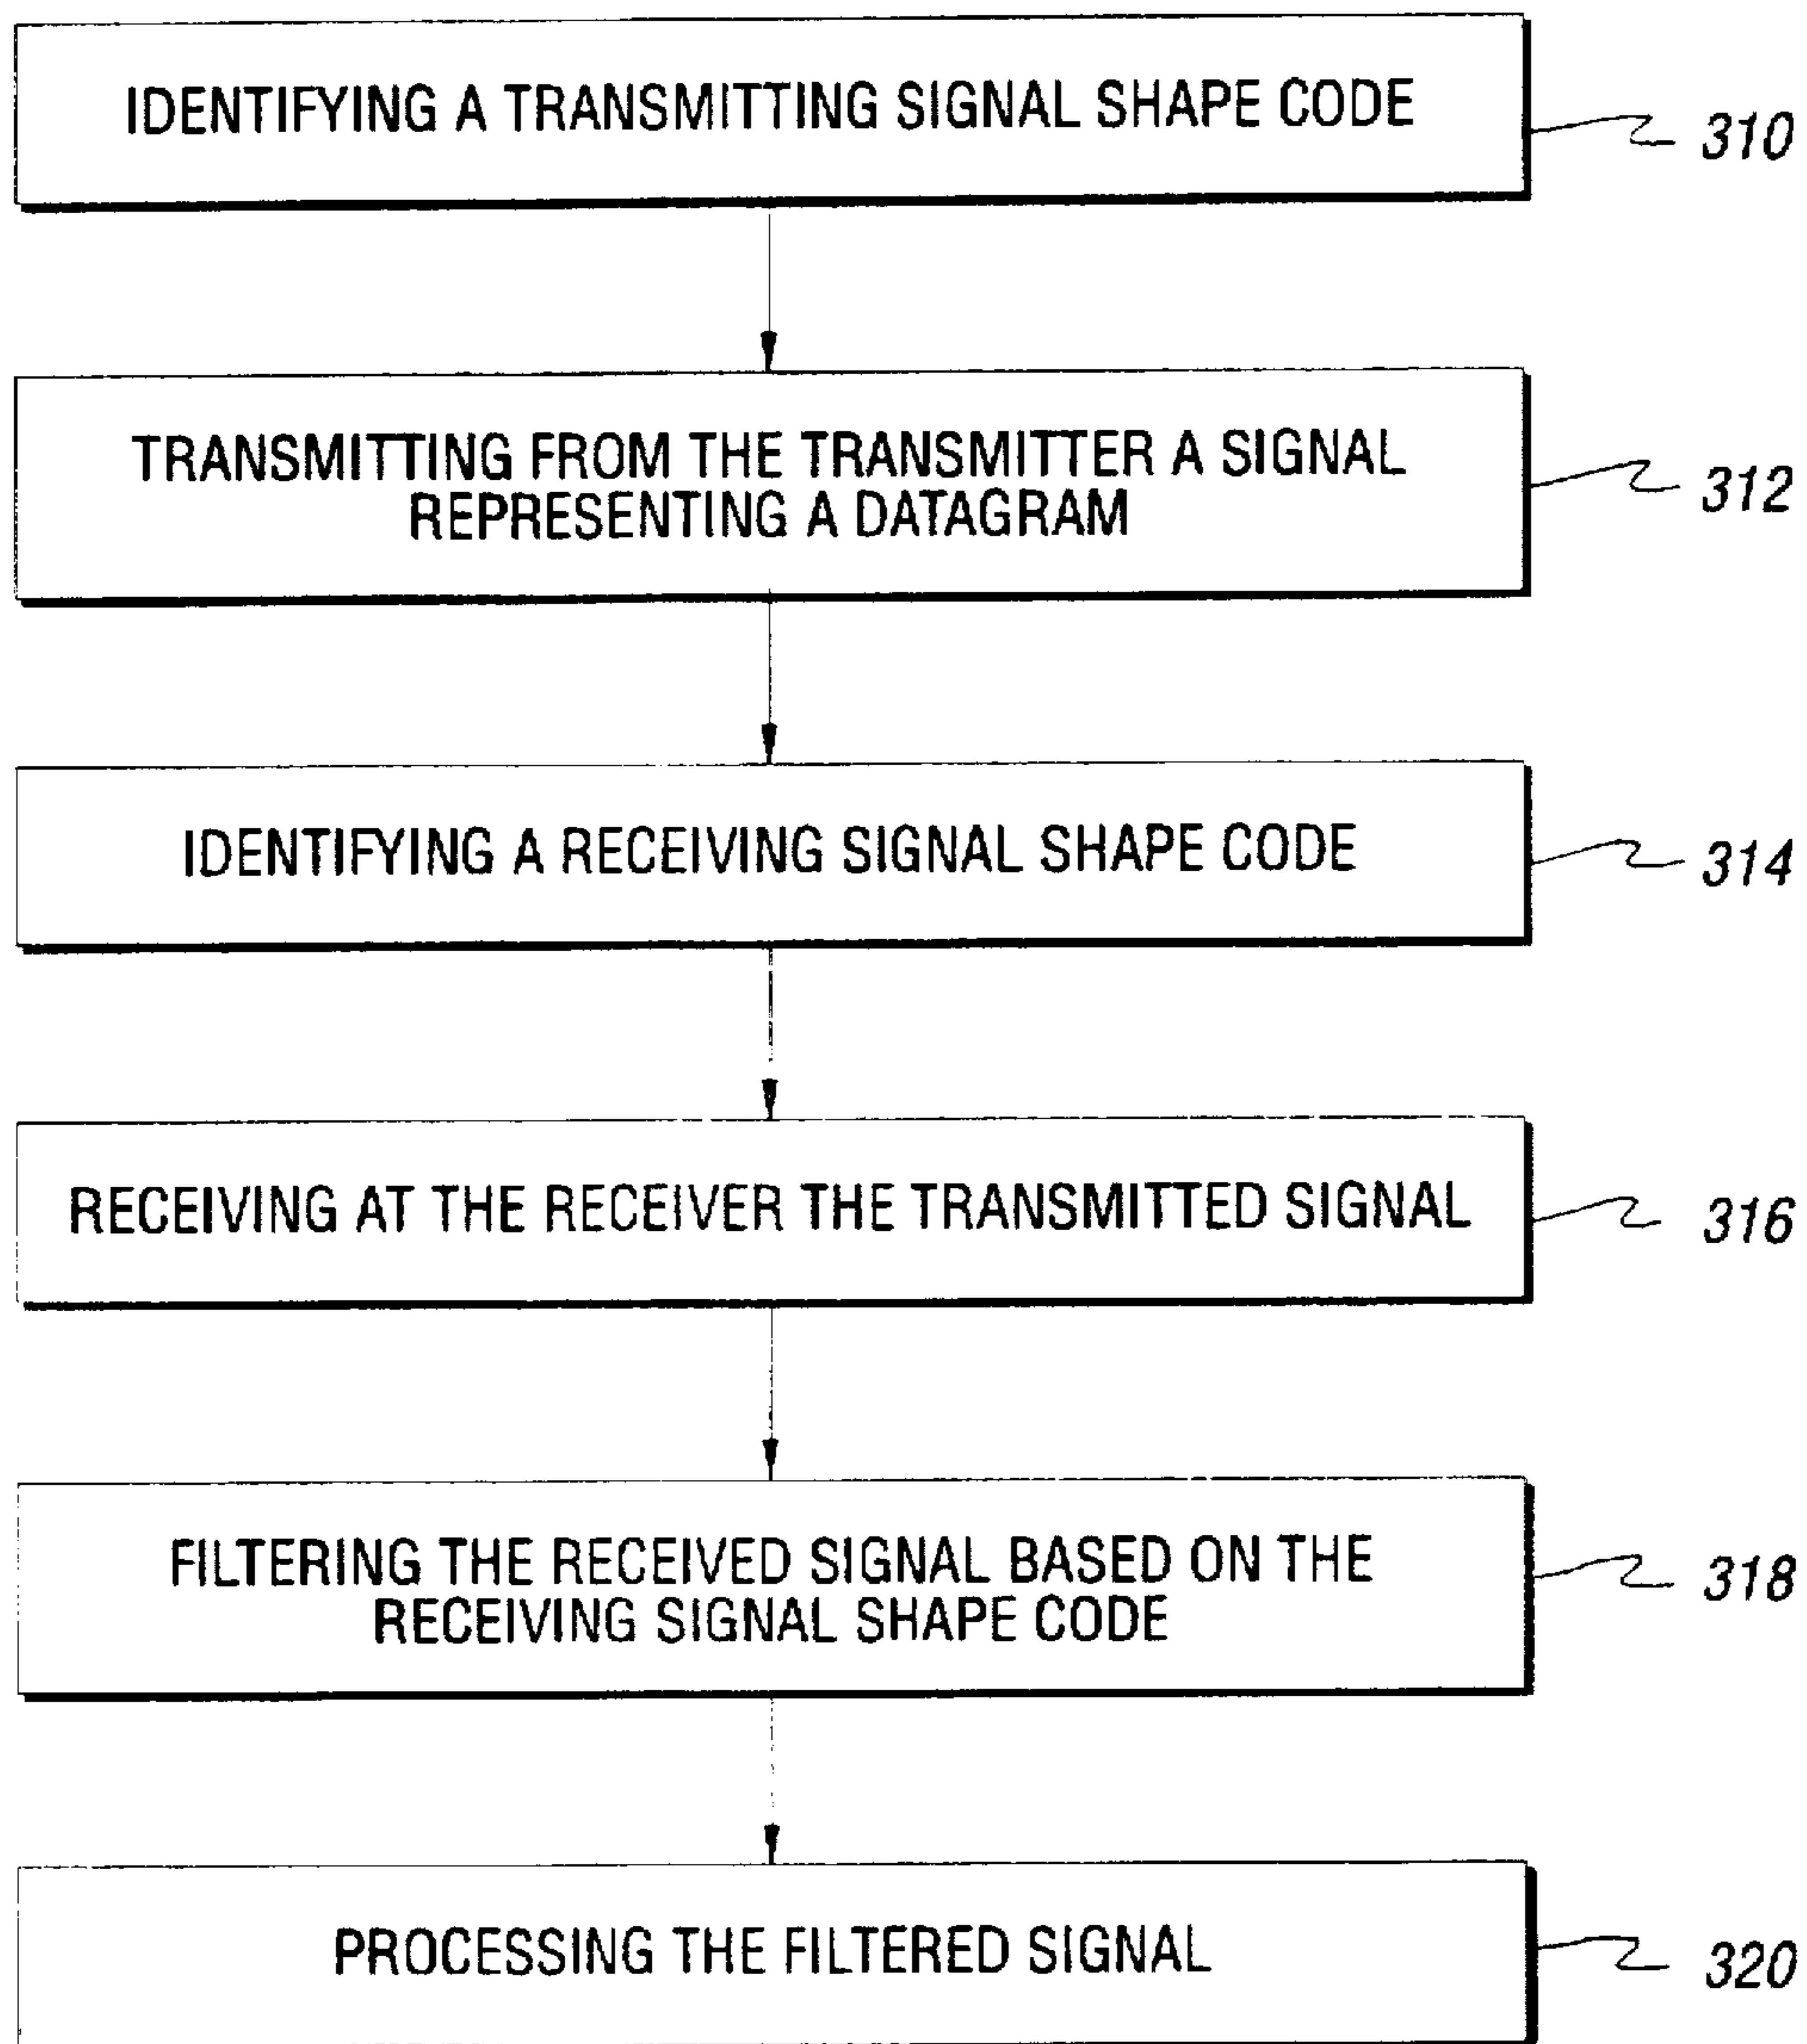 IDENTIFYING A TRANSMITTING SIGNAL SHAPE CODE
310
TRANSMITTING FROM THE TRANSMITTER A SIGNAL
REPRESENTING A DATAGRAM
312
IDENTIFYING A RECEIVING SIGNAL SHAPE CODE
314
RECEIVING AT THE RECEIVER THE TRANSMITTED SIGNAL
316
FILTERING THE RECEIVED SIGNAL BASED ON THE
RECEIVING SIGNAL SHAPE CODE
318
PROCESSING THE FILTERED SIGNAL
320